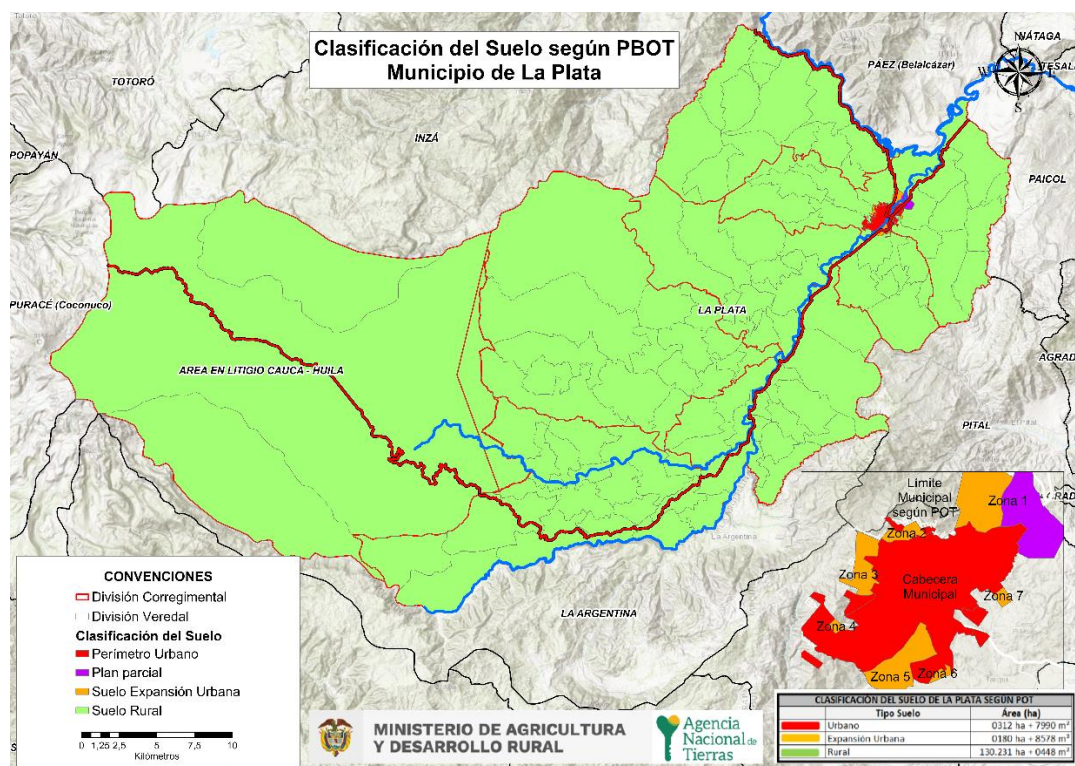 Clasificación del Suelo según PBOT
Municipio de La Plata
NÁTAGA
TESALIA
PÁEZ (Belalcázar)
N
W
E
S
TOTORÓ
INZÁ
POPAYÁN
PAICOL
PURACÉ (Coconuco)
LA PLATA
AREA EN LITIGIO CAUCA - HUILA
AGRAD
PITAL
La Argentina
LA ARGENTINA
Limite
Municipal
según POT
Zona 1
Zona 2
Zona 3
Cabecera
Municipal
Zona 7
Zona 4
Zona 5
Zona 6
CONVENCIONES
División Corregimental
División Veredal
Clasificación del Suelo
Perímetro Urbano
Plan parcial
Suelo Expansión Urbana
Suelo Rural
0 1,25 2,5 5 10
Kilómetros
MINISTERIO DE AGRICULTURA
Y DESARROLLO RURAL
Agencia
Nacional de
Tierras
CLASIFICACIÓN DEL SUELO DE LA PLATA SEGÚN POT
Tipo Suelo Área (ha)
Urbano 0312 ha + 7990 m²
Expansión Urbana 0180 ha + 8578 m²
Rural 130.231 ha + 0448 m²